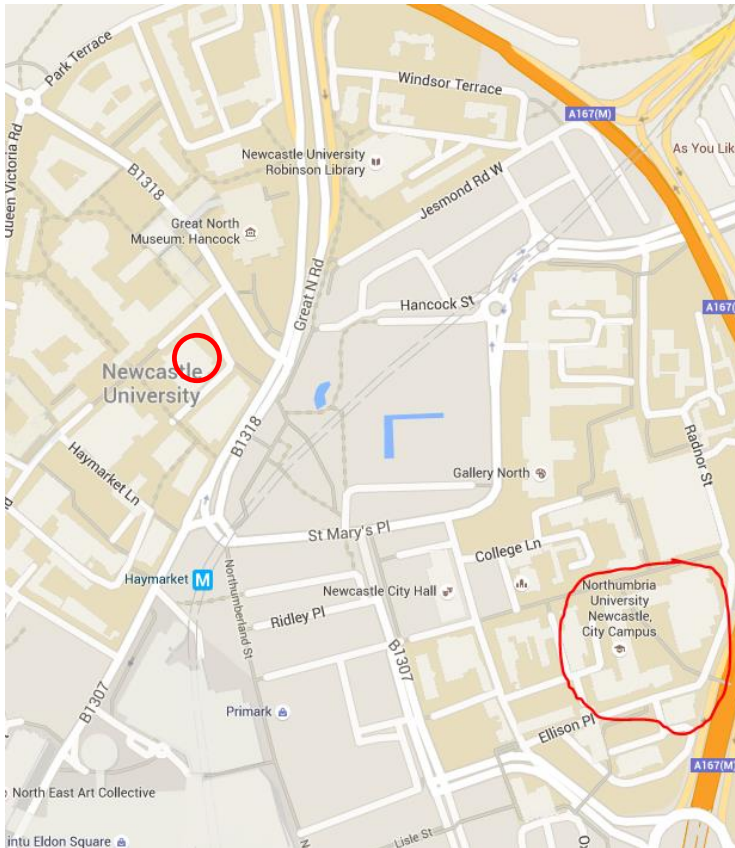 Park Terrace
Windsor Terrace
A167(M)
Queen Victoria Rd
B1318
Newcastle University
Robinson Library
As You Lik
Jesmond Rd W
Great North
Museum: Hancock
Great N Rd
Hancock St
A167(
Newcastle
University
B1318
Radnor St
Haymarket Ln
Gallery North
St Mary's Pl
College Ln
Haymarket M
Northumberland St
Newcastle City Hall
Northumbria
University
Newcastle,
City Campus
Ridley Pl
B1307
B1307
Primark
Ellison Pl
A167(M)
North East Art Collective
intu Eldon Square
Lisle St
N
Os